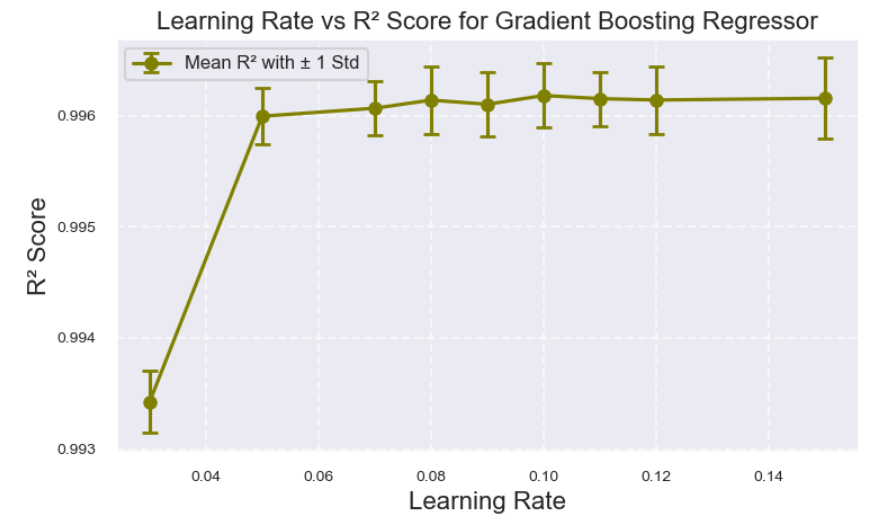 Learning Rate vs R² Score for Gradient Boosting Regressor
Mean R² with ± 1 Std
R² Score
0.996
0.995
0.994
0.993
0.04 0.06 0.08 0.10 0.12 0.14
Learning Rate